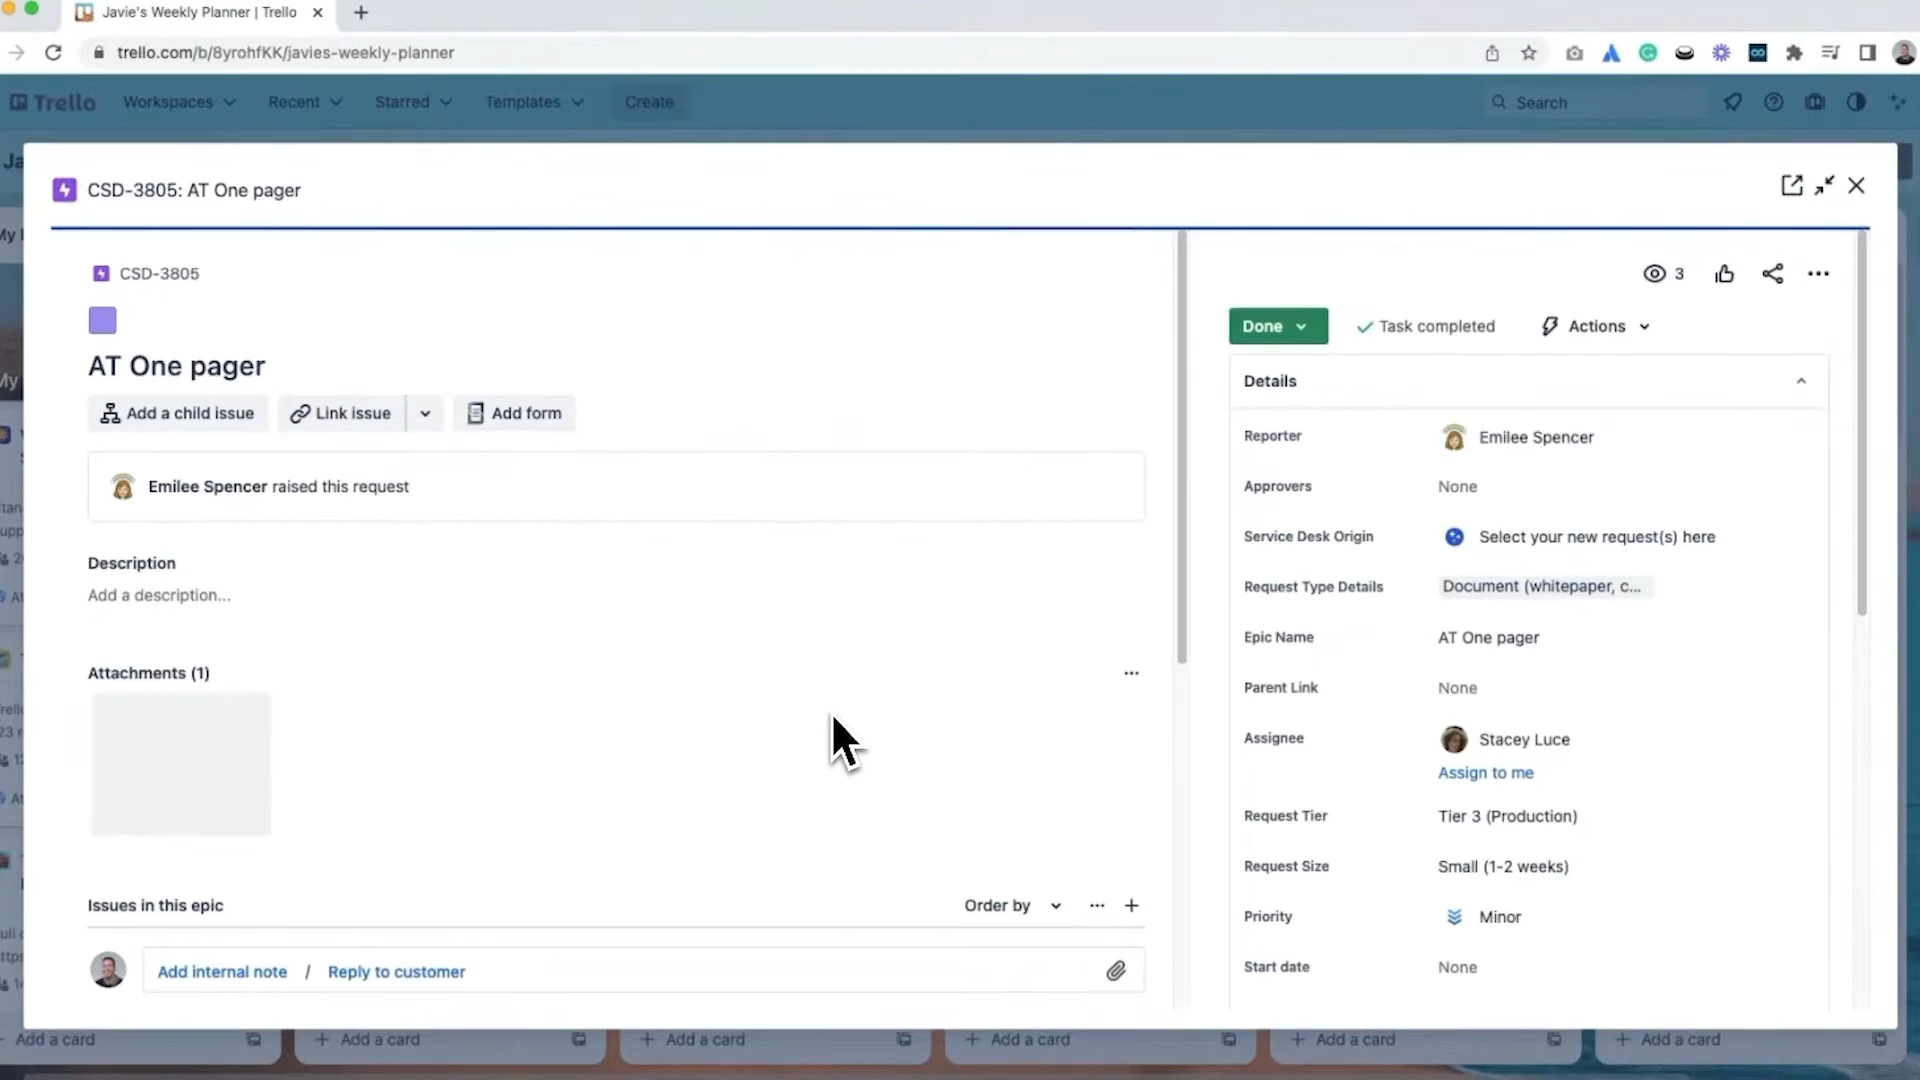 Javie's Weekly Planner | Trello
trello.com/b/8yrohfKK/javies-weekly-planner
Trello Workspaces Recent Starred Templates Create Search
CSD-3805: AT One pager
CSD-3805
3
AT One pager
Done Task completed Actions
Add a child issue Link issue Add form
Details
Emilee Spencer raised this request
Reporter Emilee Spencer
Approvers None
Service Desk Origin Select your new request(s) here
Description
Add a description...
Request Type Details Document (whitepaper, c...
Epic Name AT One pager
Attachments (1)
Parent Link None
Assignee Stacey Luce
Assign to me
Request Tier Tier 3 (Production)
Request Size Small (1-2 weeks)
Issues in this epic Order by
Priority Minor
Add internal note / Reply to customer
Start date None
Add a card Add a card Add a card Add a card Add a card Add a card